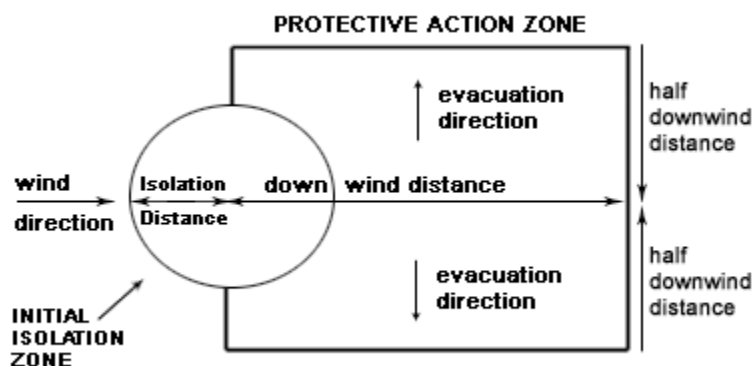 PROTECTIVE ACTION ZONE
evacuation
direction
half
downwind
distance
wind
direction
Isolation
Distance
down wind distance
evacuation
direction
half
downwind
distance
INITIAL
ISOLATION
ZONE